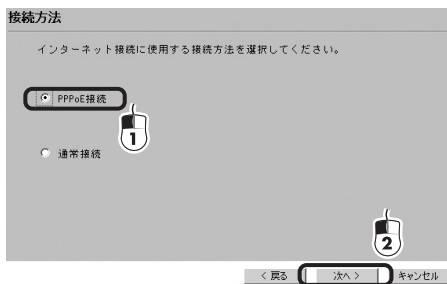 接続方法
インターネット接続に使用する接続方法を選択してください。
PPPoE接続
1
通常接続
2
< 戻る 次へ > キャンセル